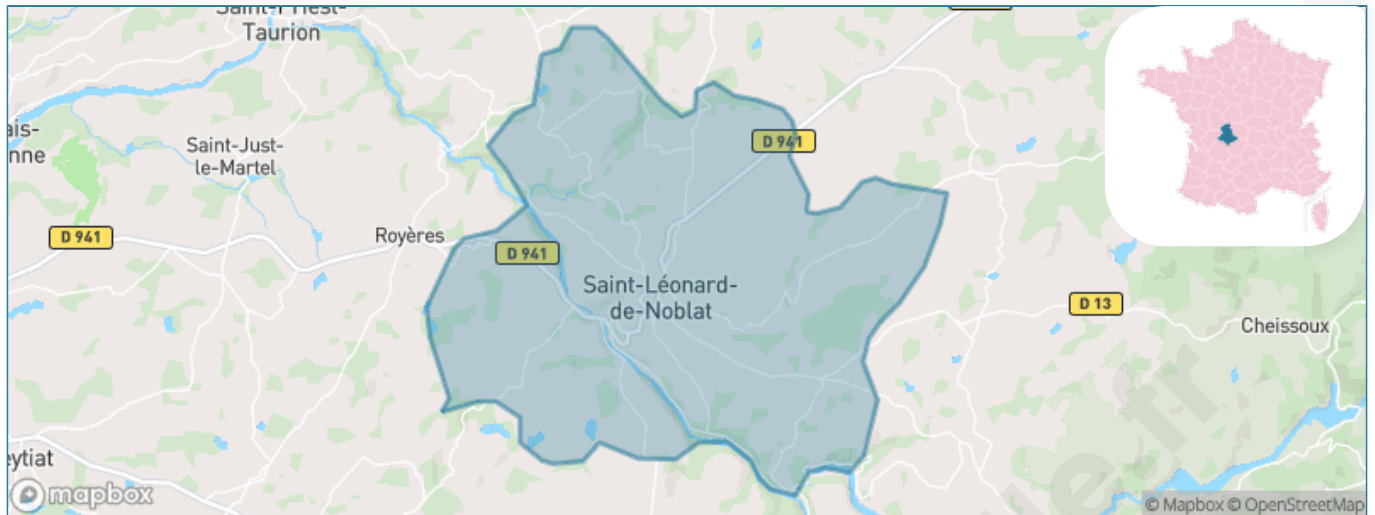 Taurion
Saint-Just-
le-Martel
D 941
D 941
Royères
D 941
Saint-Léonard-
de-Noblat
D 13
Cheissoux
mapbox
© Mapbox © OpenStreetMap